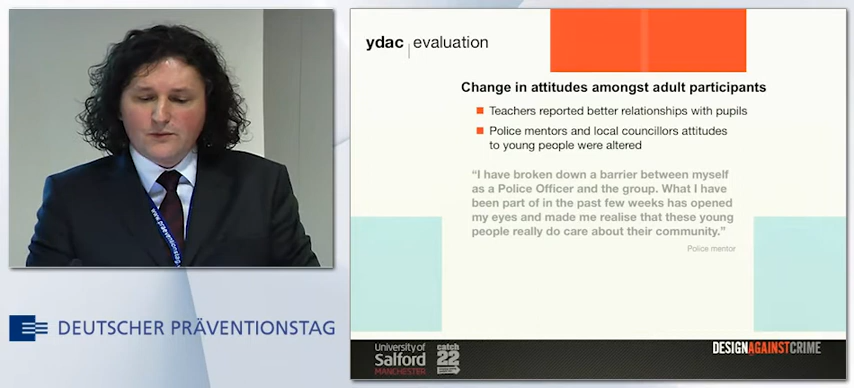 www.praeventionstag.
DEUTSCHER PRÄVENTIONSTAG
ydac evaluation
Change in attitudes amongst adult participants
Teachers reported better relationships with pupils
Police mentors and local councillors attitudes
to young people were altered
“I have broken down a barrier between myself
as a Police Officer and the group. What I have
been part of in the past few weeks has opened
my eyes and made me realise that these young
people really do care about their community.”
Police mentor
University of
Salford
MANCHESTER
catch
22
DESIGNAGAINSTCRIME